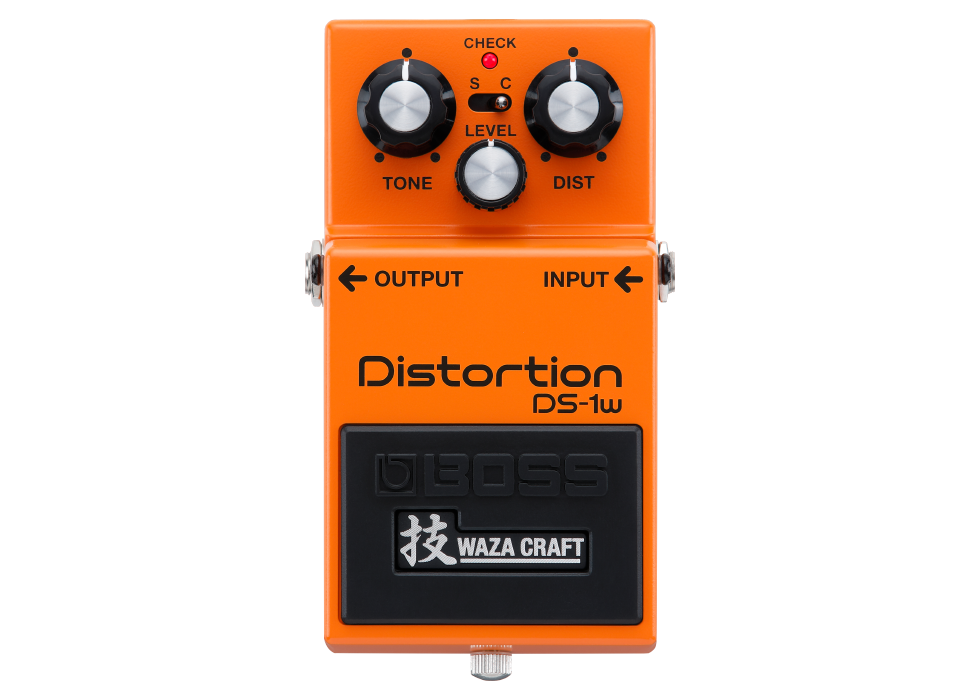 CHECK
S C
LEVEL
TONE
DIST
← OUTPUT
INPUT ←
Distortion
DS-1w
BOSS
技 WAZA CRAFT